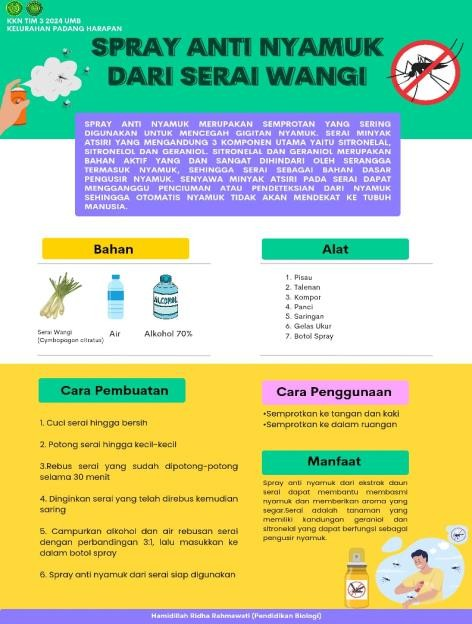 KKN TIM 3 2024 UMB
KELURAHAN PADANG HARAPAN
SPRAY ANTI NYAMUK
DARI SERAI WANGI
SPRAY ANTI NYAMUK MERUPAKAN SEMPROTAN YANG SERING
DIGUNAKAN UNTUK MENCEGAH GIGITAN NYAMUK. SERAI MINYAK
ATSIRI YANG MENGANDUNG 3 KOMPONEN UTAMA YAITU SITRONELAL,
SITRONELOL DAN GERANIOL. SITRONELAL DAN GERANIOL MERUPAKAN
BAHAN AKTIF YANG DAN SANGAT DIHINDARI OLEH SERANGGA
TERMASUK NYAMUK, SEHINGGA SERAI SEBAGAI BAHAN DASAR
PENGUSIR NYAMUK. SENYAWA MINYAK ATSIRI PADA SERAI DAPAT
MENGGANGGU PENCIUMAN ATAU PENDETEKSIAN DARI NYAMUK
SEHINGGA OTOMATIS NYAMUK TIDAK AKAN MENDEKAT KE TUBUH
MANUSIA.
Bahan
ALCOHOL
Serai Wangi
(Cymbopogon citratus)
Air
Alkohol 70%
Alat
1. Pisau
2. Talenan
3. Kompor
4. Panci
5. Saringan
6. Gelas Ukur
7. Botol Spray
Cara Pembuatan
1. Cuci serai hingga bersih
2. Potong serai hingga kecil-kecil
3.Rebus serai yang sudah dipotong-potong
selama 30 menit
4. Dinginkan serai yang telah direbus kemudian
saring
5. Campurkan alkohol dan air rebusan serai
dengan perbandingan 3:1, lalu masukkan ke
dalam botol spray
6. Spray anti nyamuk dari serai siap digunakan
Cara Penggunaan
•Semprotkan ke tangan dan kaki
•Semprotkan ke dalam ruangan
Manfaat
Spray anti nyamuk dari ekstrak daun
serai dapat membantu membasmi
nyamuk dan memberikan aroma yang
segar.Serai adalah tanaman yang
memiliki kandungan geraniol dan
sitronelal yang dapat berfungsi sebagai
pengusir nyamuk.
Hamidillah Ridha Rahmawati (Pendidikan Biologi)